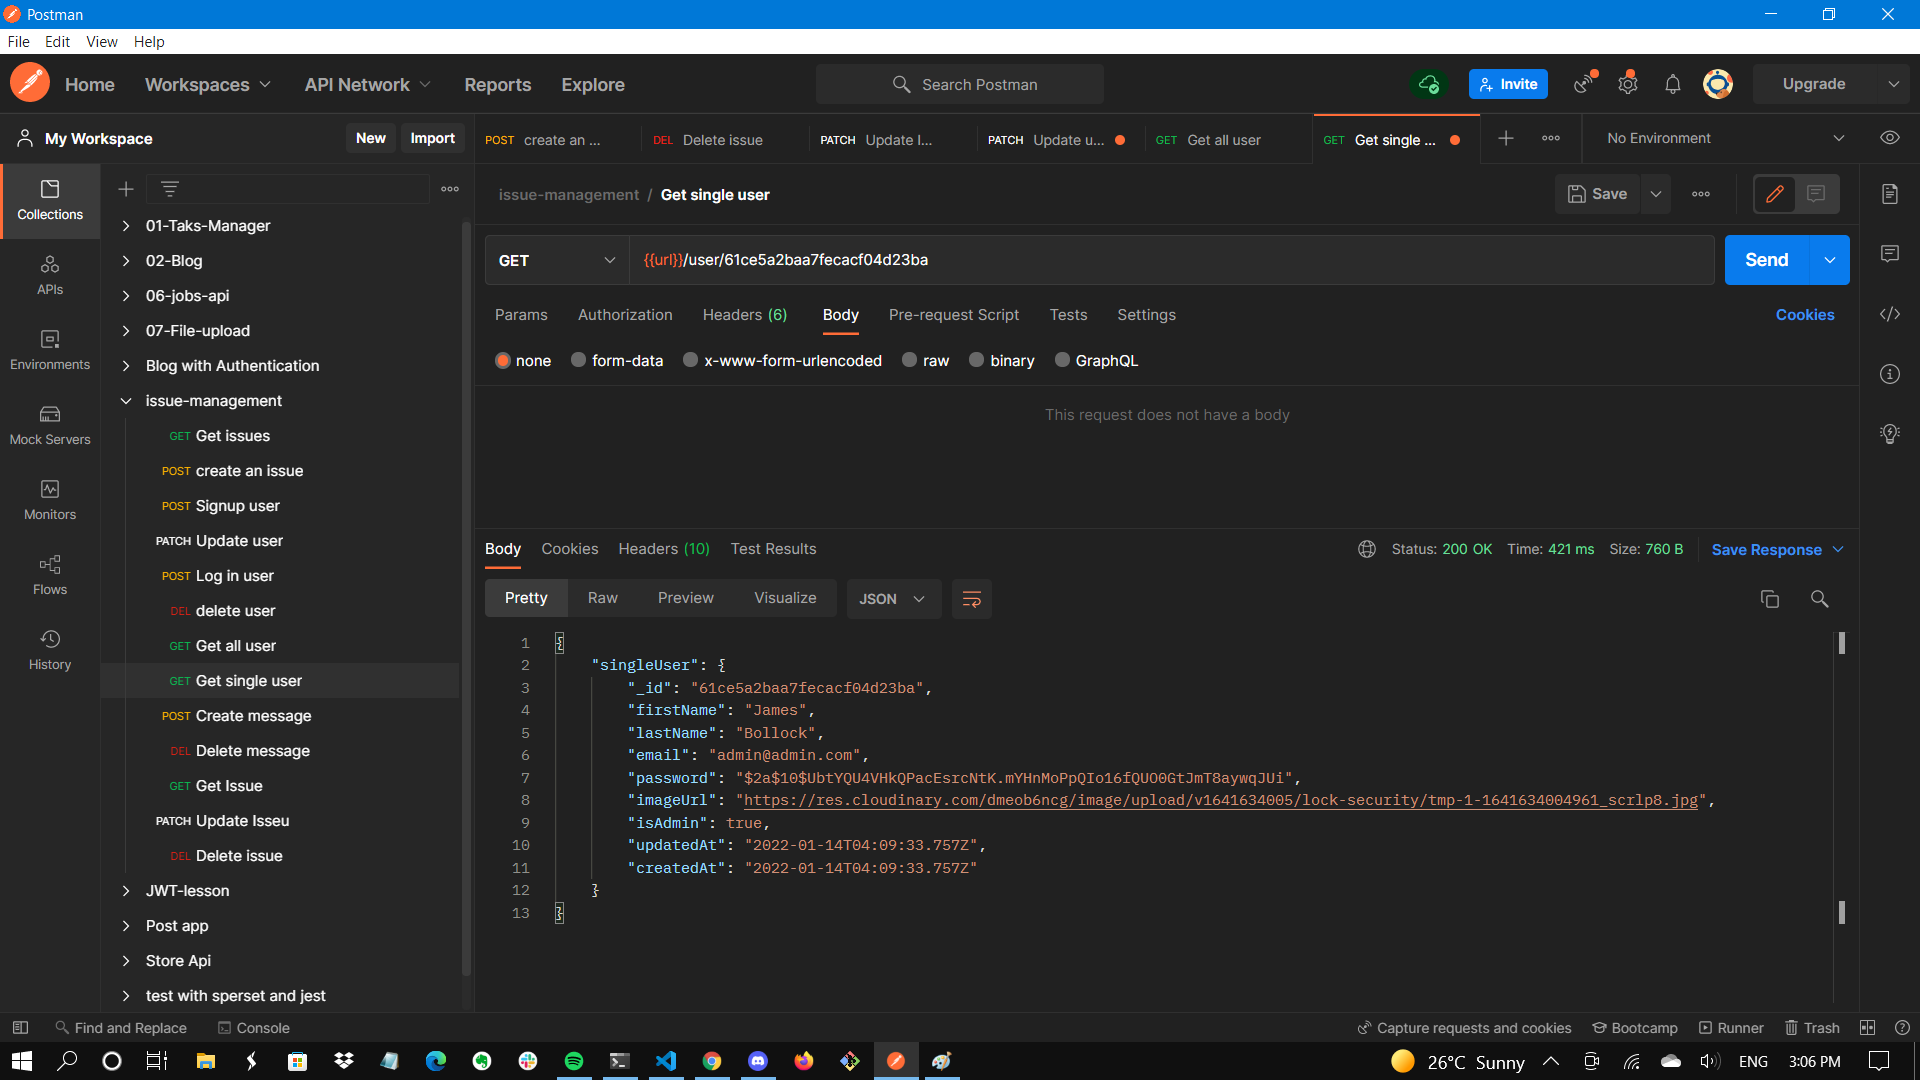 Postman
File Edit View Help
Home Workspaces API Network Reports Explore Search Postman Invite Upgrade
My Workspace New Import POST create an ... DEL Delete issue PATCH Update I... PATCH Update u... GET Get all user GET Get single ... No Environment
issue-management / Get single user Save
Collections
APIs
Environments
Mock Servers
Monitors
Flows
History
01-Taks-Manager
02-Blog
06-jobs-api
07-File-upload
Blog with Authentication
issue-management
GET Get issues
POST create an issue
POST Signup user
PATCH Update user
POST Log in user
DEL delete user
GET Get all user
GET Get single user
POST Create message
DEL Delete message
GET Get Issue
PATCH Update Isseu
DEL Delete issue
JWT-lesson
Post app
Store Api
test with sperset and jest
GET {{url}}/user/61ce5a2baa7fecacf04d23ba Send
Params Authorization Headers (6) Body Pre-request Script Tests Settings Cookies
none form-data x-www-form-urlencoded raw binary GraphQL
This request does not have a body
Body Cookies Headers (10) Test Results Status: 200 OK Time: 421 ms Size: 760 B Save Response
Pretty Raw Preview Visualize JSON
1 {
2 "singleUser": {
3 "_id": "61ce5a2baa7fecacf04d23ba",
4 "firstName": "James",
5 "lastName": "Bollock",
6 "email": "admin@admin.com",
7 "password": "$2a$10$UbtYQU4VHkQPacEsrcNtK.mYHnMoPpQIo16fQUO0GtJmT8aywqJUi",
8 "imageUrl": "https://res.cloudinary.com/dmeob6ncg/image/upload/v1641634005/lock-security/tmp-1-1641634004961_scrlp8.jpg",
9 "isAdmin": true,
10 "updatedAt": "2022-01-14T04:09:33.757Z",
11 "createdAt": "2022-01-14T04:09:33.757Z"
12 }
13 }
Find and Replace Console Capture requests and cookies Bootcamp Runner Trash
26°C Sunny ENG 3:06 PM